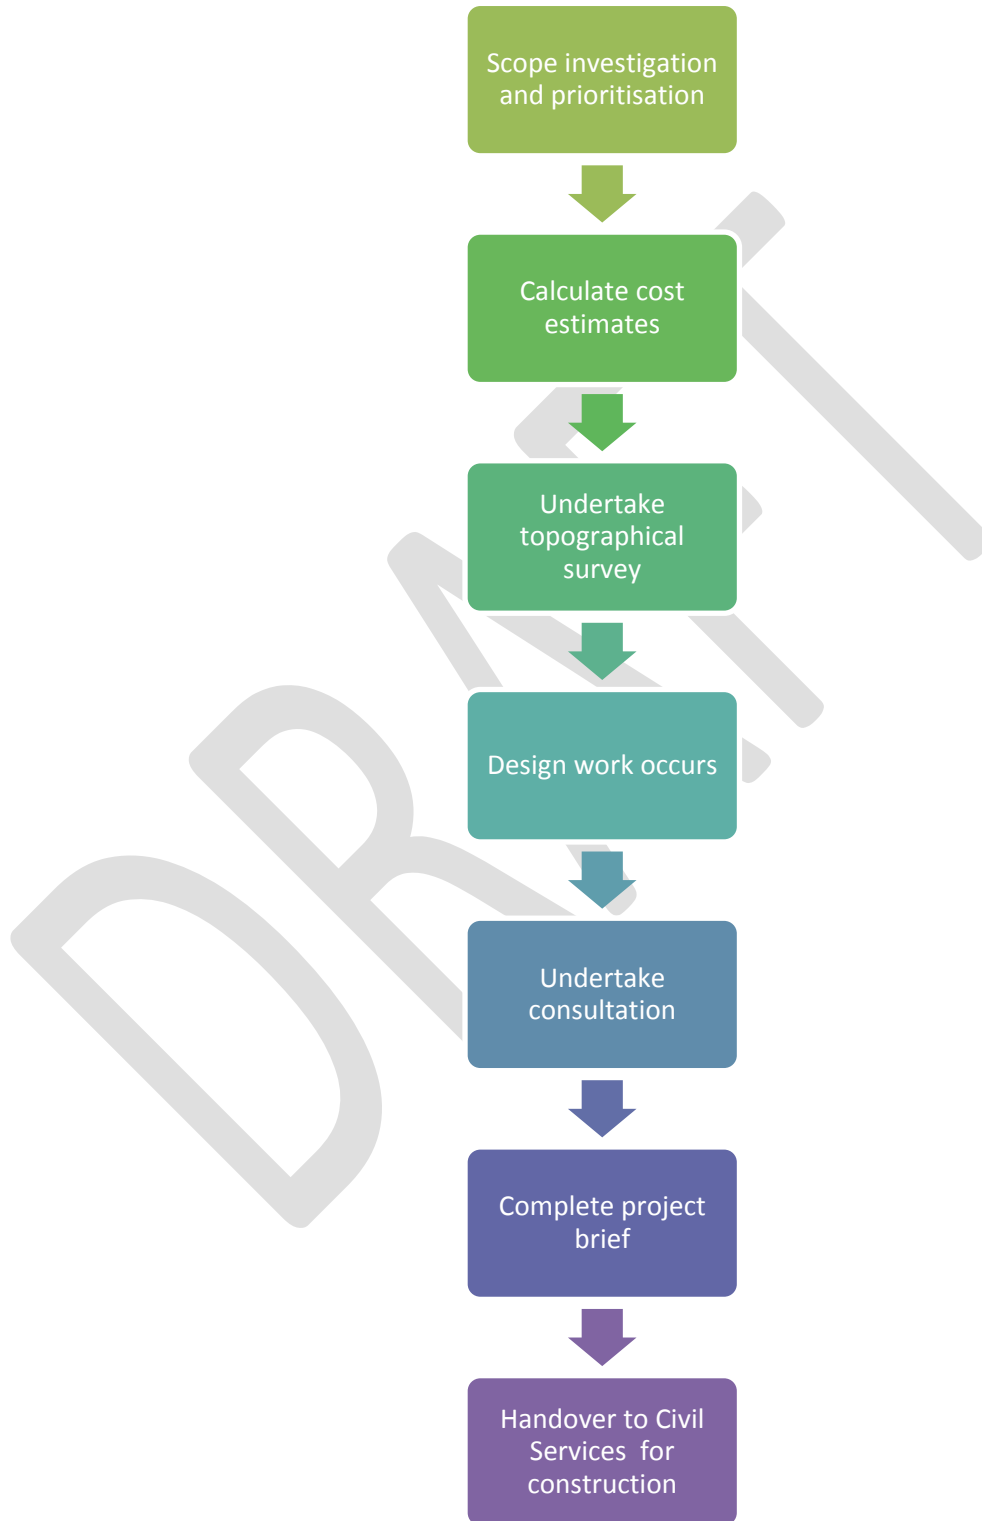 Scope investigation
and prioritisation
Calculate cost
estimates
Undertake
topographical
survey
Design work occurs
Undertake
consultation
Complete project
brief
Handover to Civil
Services for
construction
DRAFT